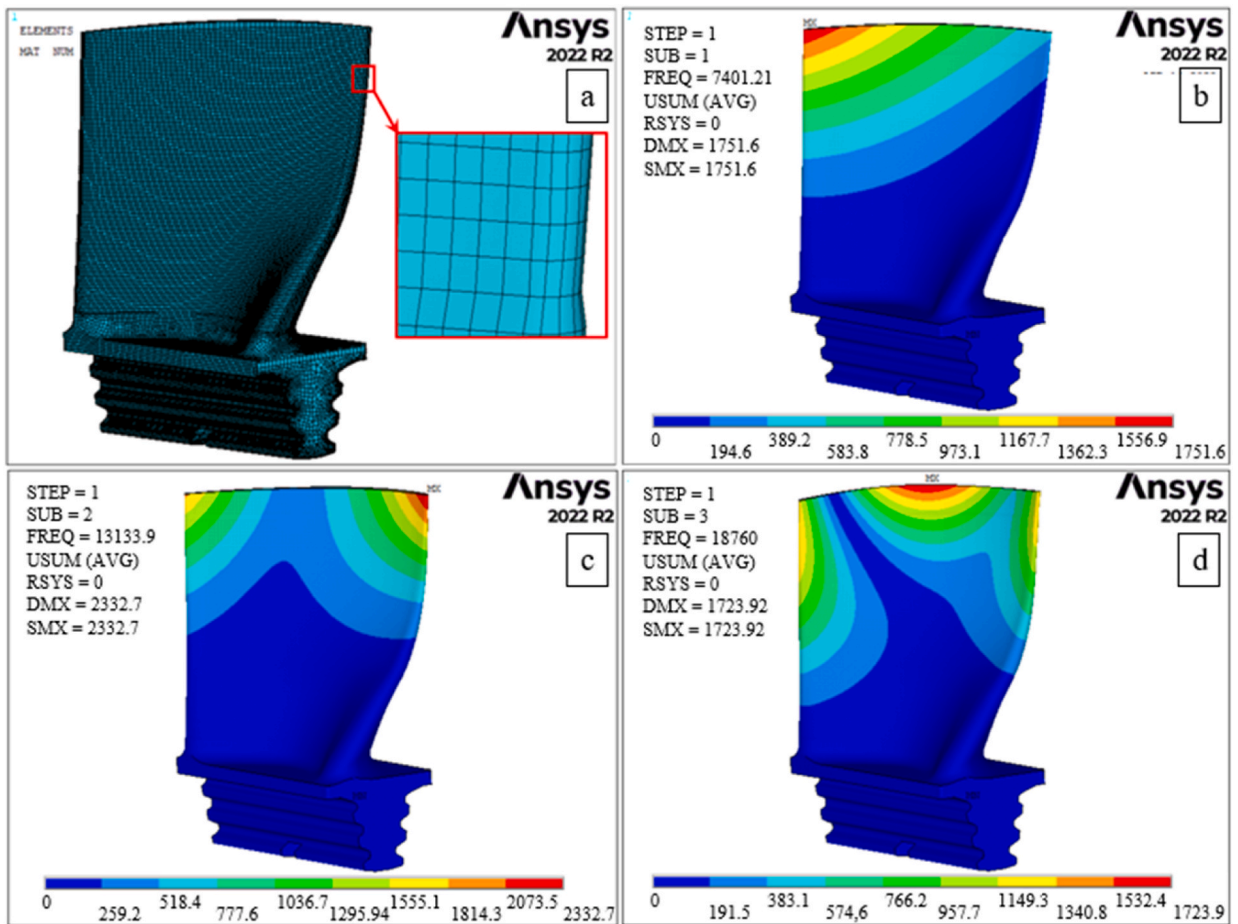 1
ELEMENTS
MAT NUM
Ansys
2022 R2
a
1
STEP = 1
SUB = 1
FREQ = 7401.21
USUM (AVG)
RSYS = 0
DMX = 1751.6
SMX = 1751.6
MX
Ansys
2022 R2
b
0 389.2 778.5 1167.7 1556.9
194.6 583.8 973.1 1362.3 1751.6
STEP = 1
SUB = 2
FREQ = 13133.9
USUM (AVG)
RSYS = 0
DMX = 2332.7
SMX = 2332.7
MX
Ansys
2022 R2
c
0 518.4 1036.7 1555.1 2073.5
259.2 777.6 1295.94 1814.3 2332.7
STEP = 1
SUB = 3
FREQ = 18760
USUM (AVG)
RSYS = 0
DMX = 1723.92
SMX = 1723.92
MX
Ansys
2022 R2
d
0 383.1 766.2 1149.3 1532.4
191.5 574,6 957.7 1340.8 1723.9